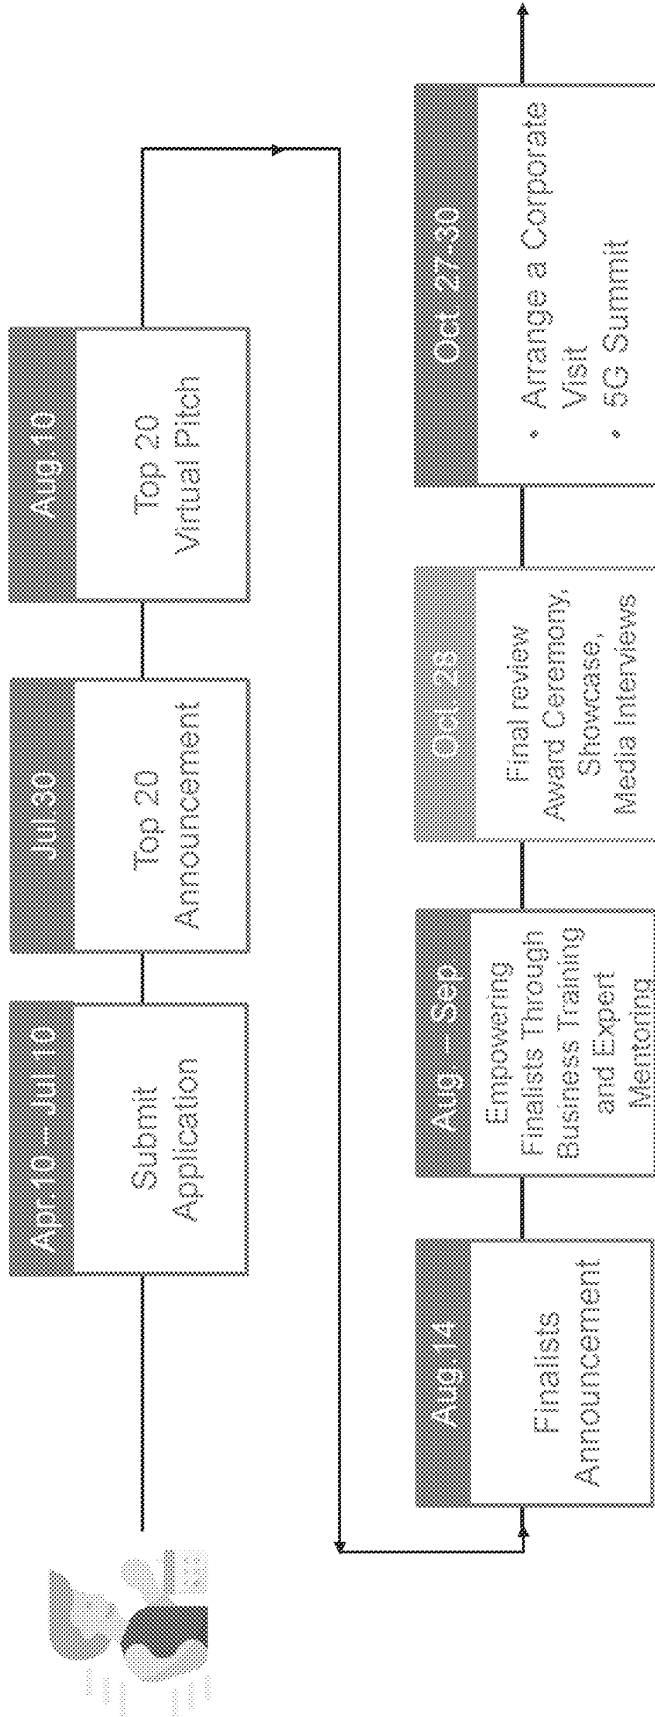 Apr.10 — Jul 10
Submit
Application
Jul.30
Top 20
Announcement
Aug.10
Top 20
Virtual Pitch
Aug.14
Finalists
Announcement
Aug — Sep
Empowering
Finalists Through
Business Training
and Expert
Mentoring
Oct. 28
Final review
Award Ceremony,
Showcase,
Media Interviews
Oct. 27-30
• Arrange a Corporate
Visit
• 5G Summit